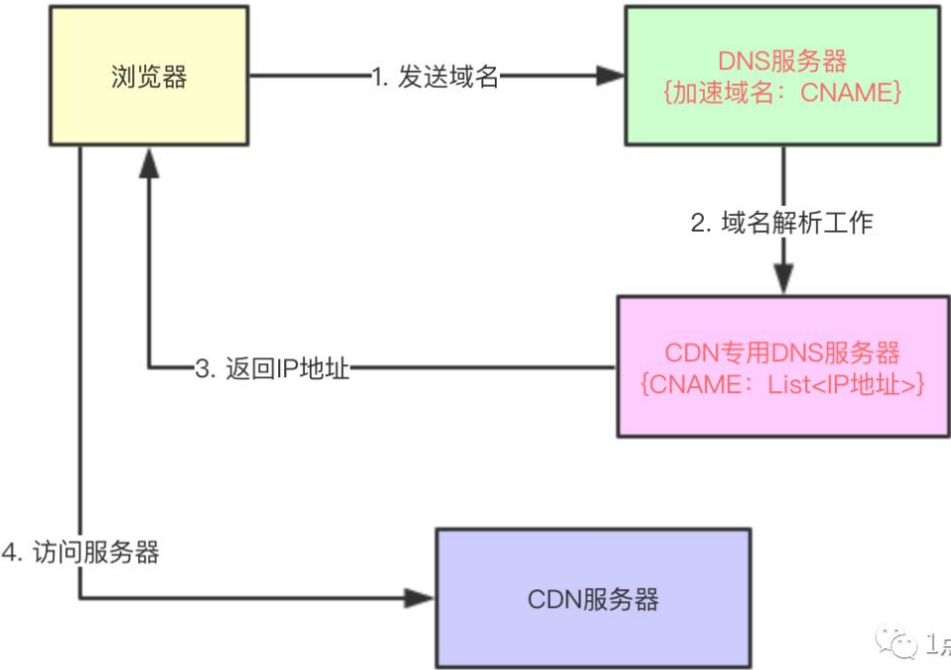 浏览器
1. 发送域名
DNS服务器
{加速域名：CNAME}
2. 域名解析工作
CDN专用DNS服务器
{CNAME：List<IP地址>}
3. 返回IP地址
4. 访问服务器
CDN服务器
1点